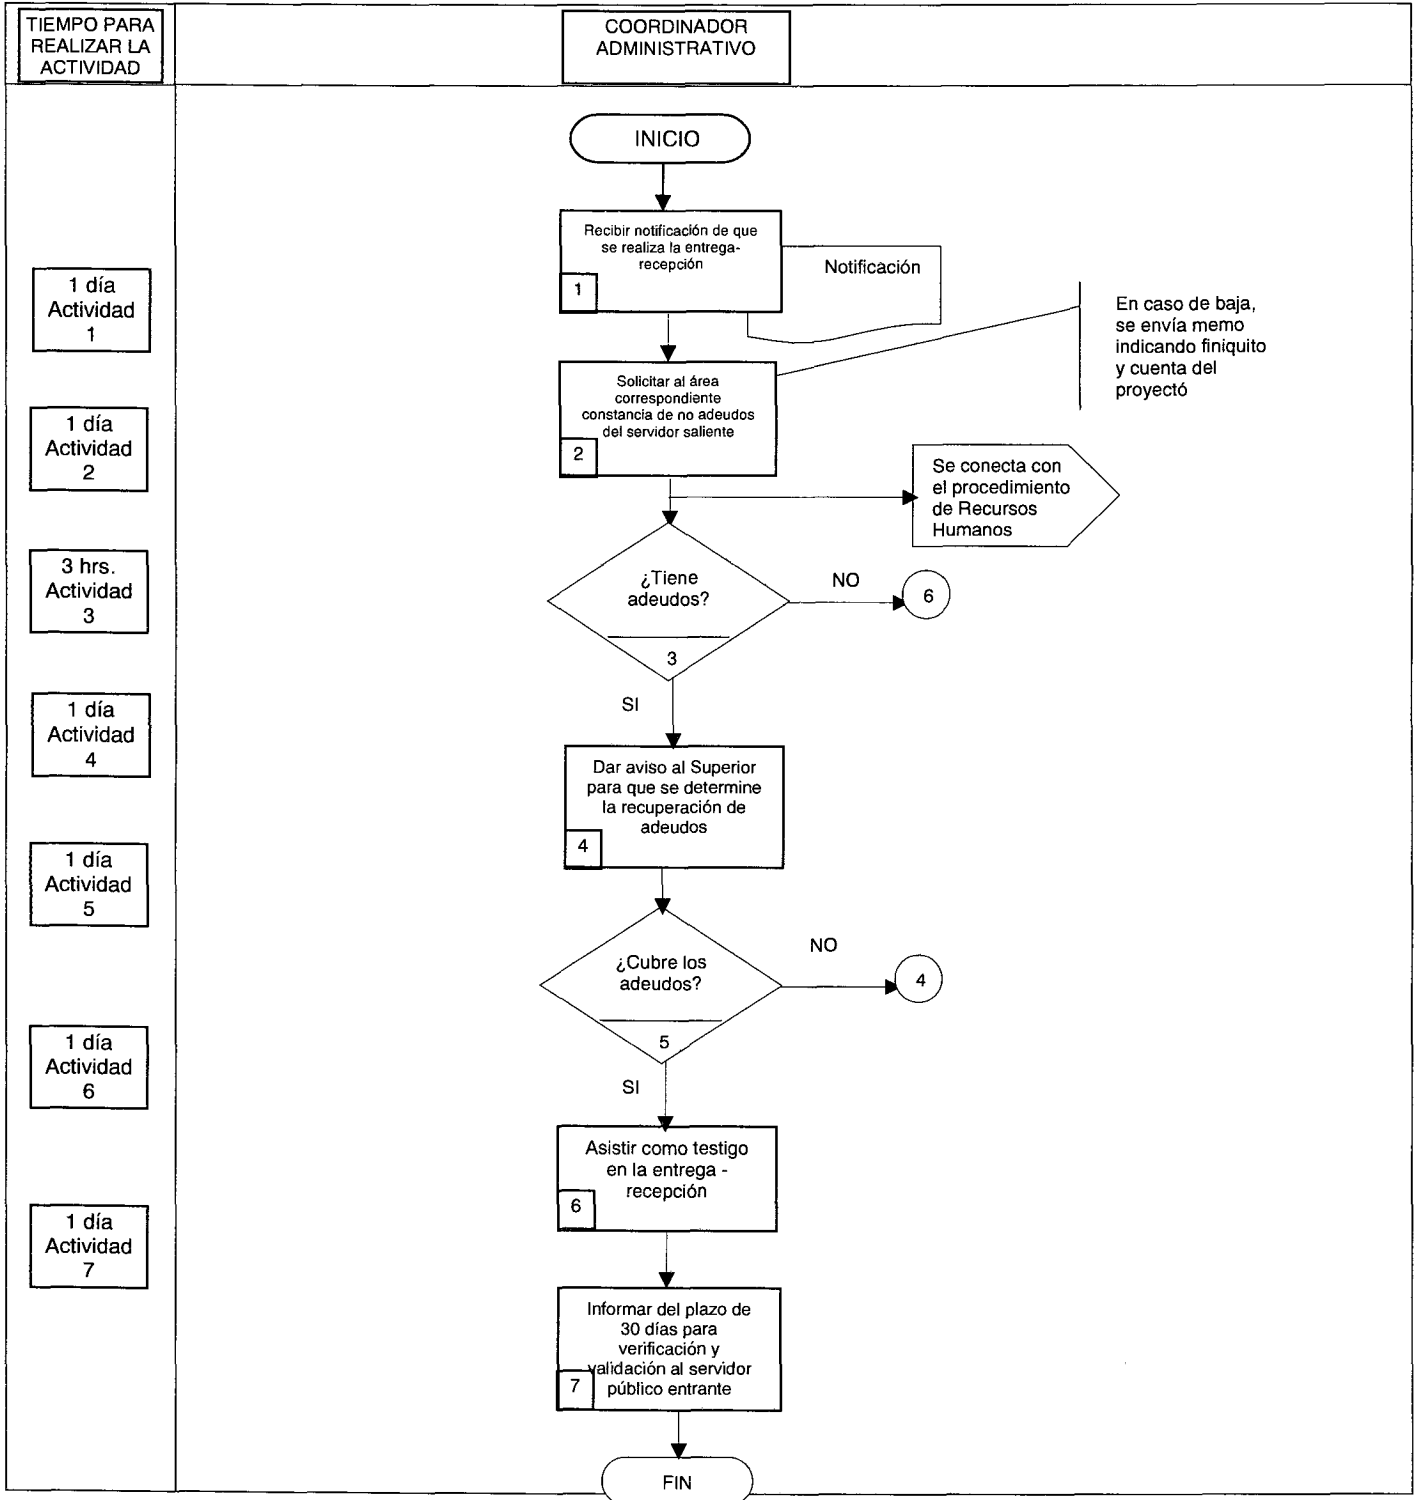 TIEMPO PARA
REALIZAR LA
ACTIVIDAD
COORDINADOR
ADMINISTRATIVO
INICIO
Recibir notificación de que
se realiza la entrega-
recepción
1
Notificación
1 día
Actividad
1
En caso de baja,
se envía memo
indicando finiquito
y cuenta del
proyectó
Solicitar al área
correspondiente
constancia de no adeudos
del servidor saliente
2
1 día
Actividad
2
Se conecta con
el procedimiento
de Recursos
Humanos
3 hrs.
Actividad
3
¿Tiene
adeudos?
3
NO
6
SI
1 día
Actividad
4
Dar aviso al Superior
para que se determine
la recuperación de
adeudos
4
1 día
Actividad
5
¿Cubre los
adeudos?
5
NO
4
SI
1 día
Actividad
6
Asistir como testigo
en la entrega -
recepción
6
1 día
Actividad
7
Informar del plazo de
30 días para
verificación y
validación al servidor
público entrante
7
FIN